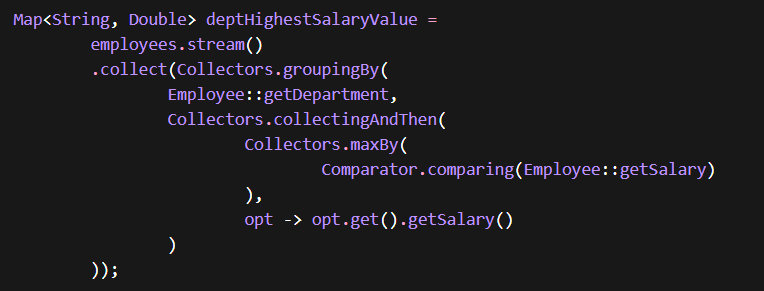 Map<String, Double> deptHighestSalaryValue =
employees.stream()
.collect(Collectors.groupingBy(
Employee::getDepartment,
Collectors.collectingAndThen(
Collectors.maxBy(
Comparator.comparing(Employee::getSalary)
),
opt -> opt.get().getSalary()
)
));